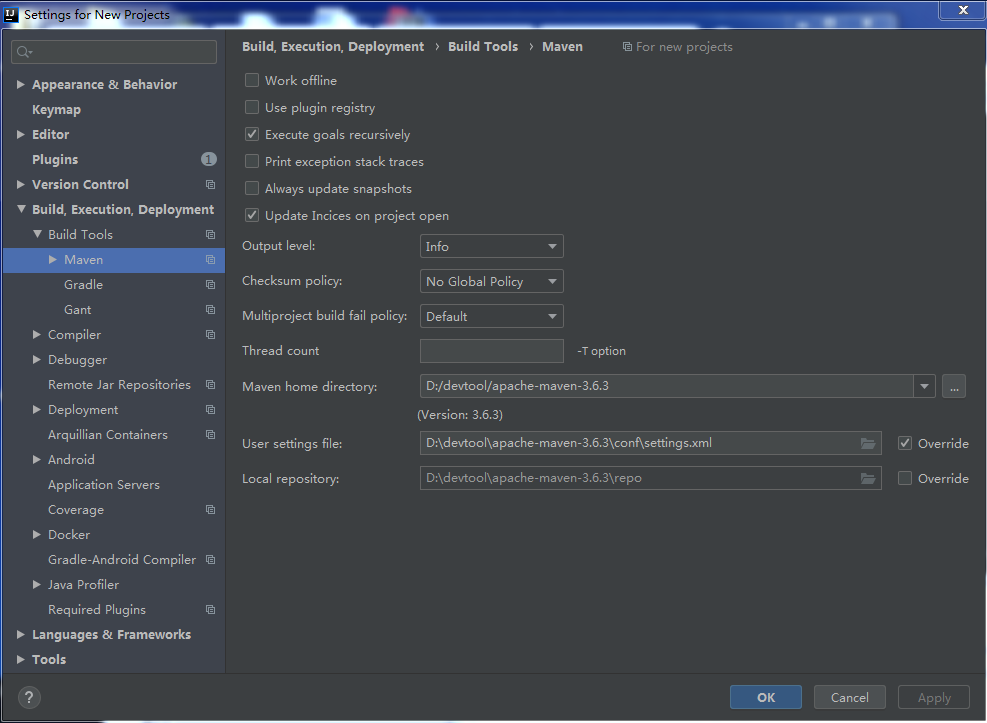 Settings for New Projects
Build, Execution, Deployment › Build Tools › Maven For new projects
Appearance & Behavior
Keymap
Editor
Plugins 1
Version Control
Build, Execution, Deployment
Build Tools
Maven
Gradle
Gant
Compiler
Debugger
Remote Jar Repositories
Deployment
Arquillian Containers
Android
Application Servers
Coverage
Docker
Gradle-Android Compiler
Java Profiler
Required Plugins
Languages & Frameworks
Tools
Work offline
Use plugin registry
Execute goals recursively
Print exception stack traces
Always update snapshots
Update Incices on project open
Output level: Info
Checksum policy: No Global Policy
Multiproject build fail policy: Default
Thread count -T option
Maven home directory: D:/devtool/apache-maven-3.6.3 ...
(Version: 3.6.3)
User settings file: D:\devtool\apache-maven-3.6.3\conf\settings.xml Override
Local repository: D:\devtool\apache-maven-3.6.3\repo Override
? OK Cancel Apply